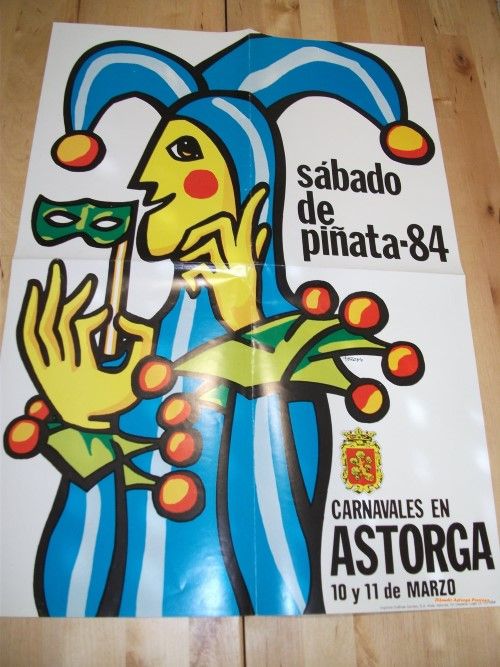 sábado
de
piñata-84
CARNAVALES EN
ASTORGA
10 y 11 de MARZO